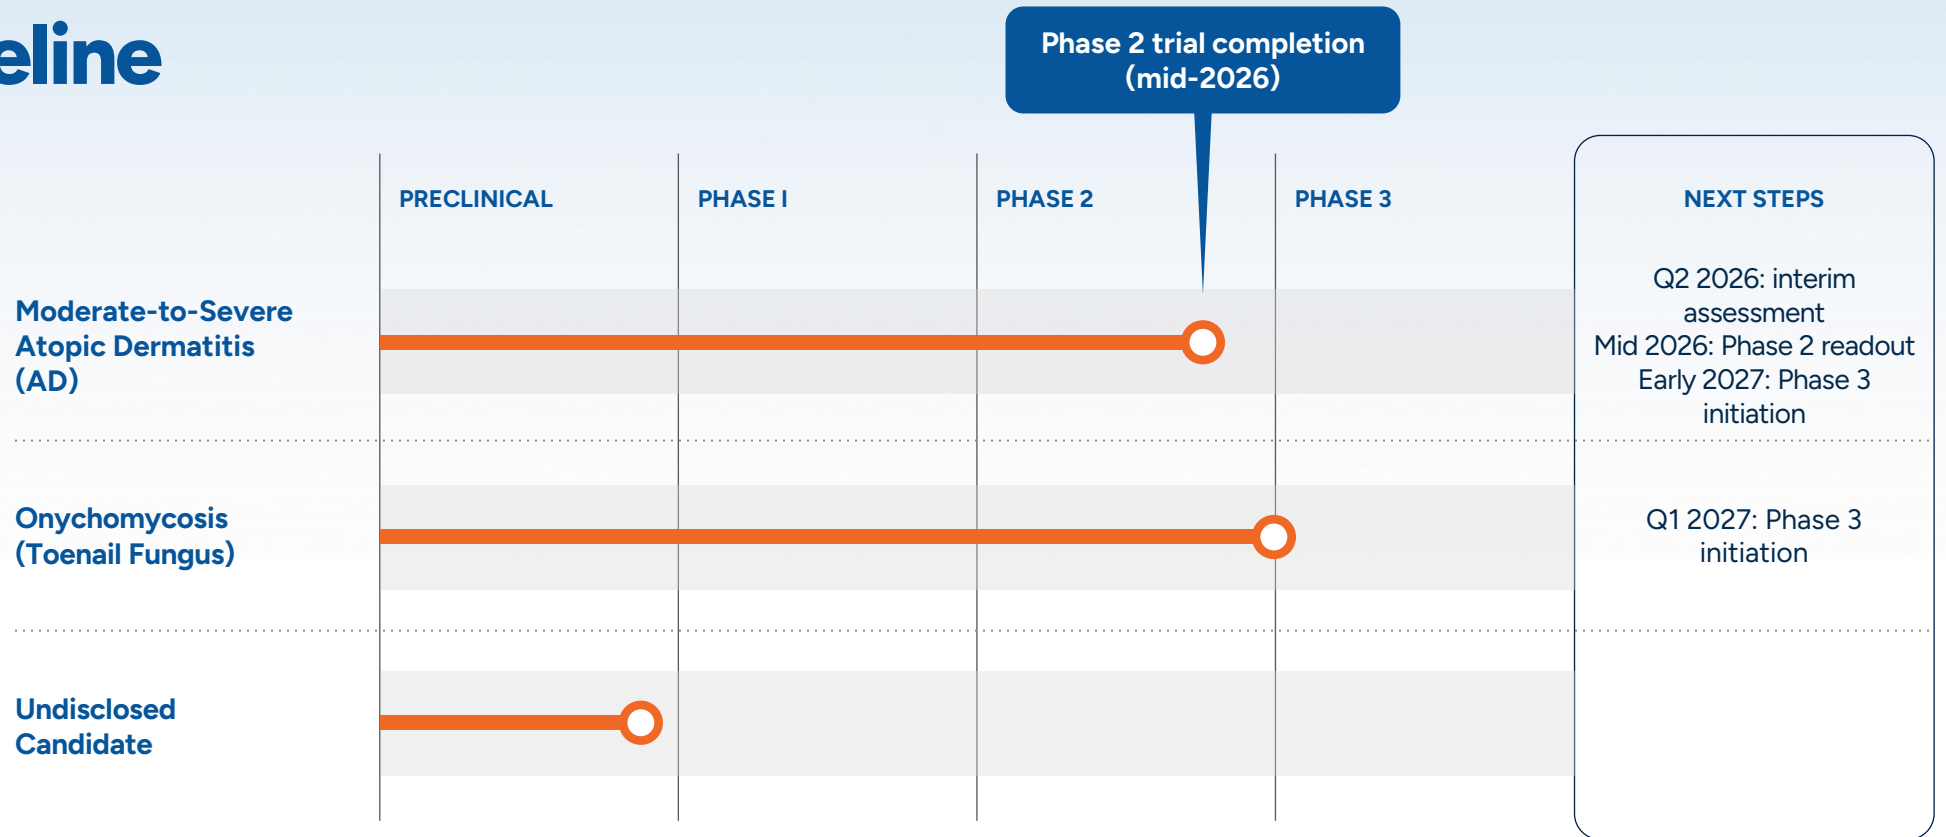 eline
Phase 2 trial completion
(mid-2026)
PRECLINICAL
PHASE I
PHASE 2
PHASE 3
NEXT STEPS
Moderate-to-Severe
Atopic Dermatitis
(AD)
Q2 2026: interim
assessment
Mid 2026: Phase 2 readout
Early 2027: Phase 3
initiation
Onychomycosis
(Toenail Fungus)
Q1 2027: Phase 3
initiation
Undisclosed
Candidate